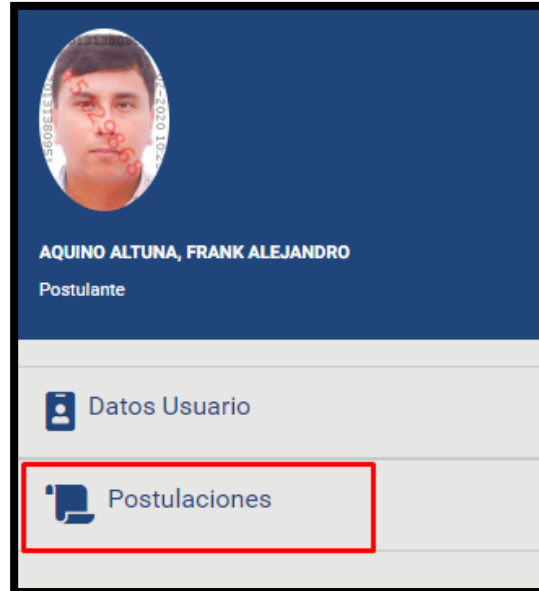 AQUINO ALTUNA, FRANK ALEJANDRO
Postulante
Datos Usuario
Postulaciones